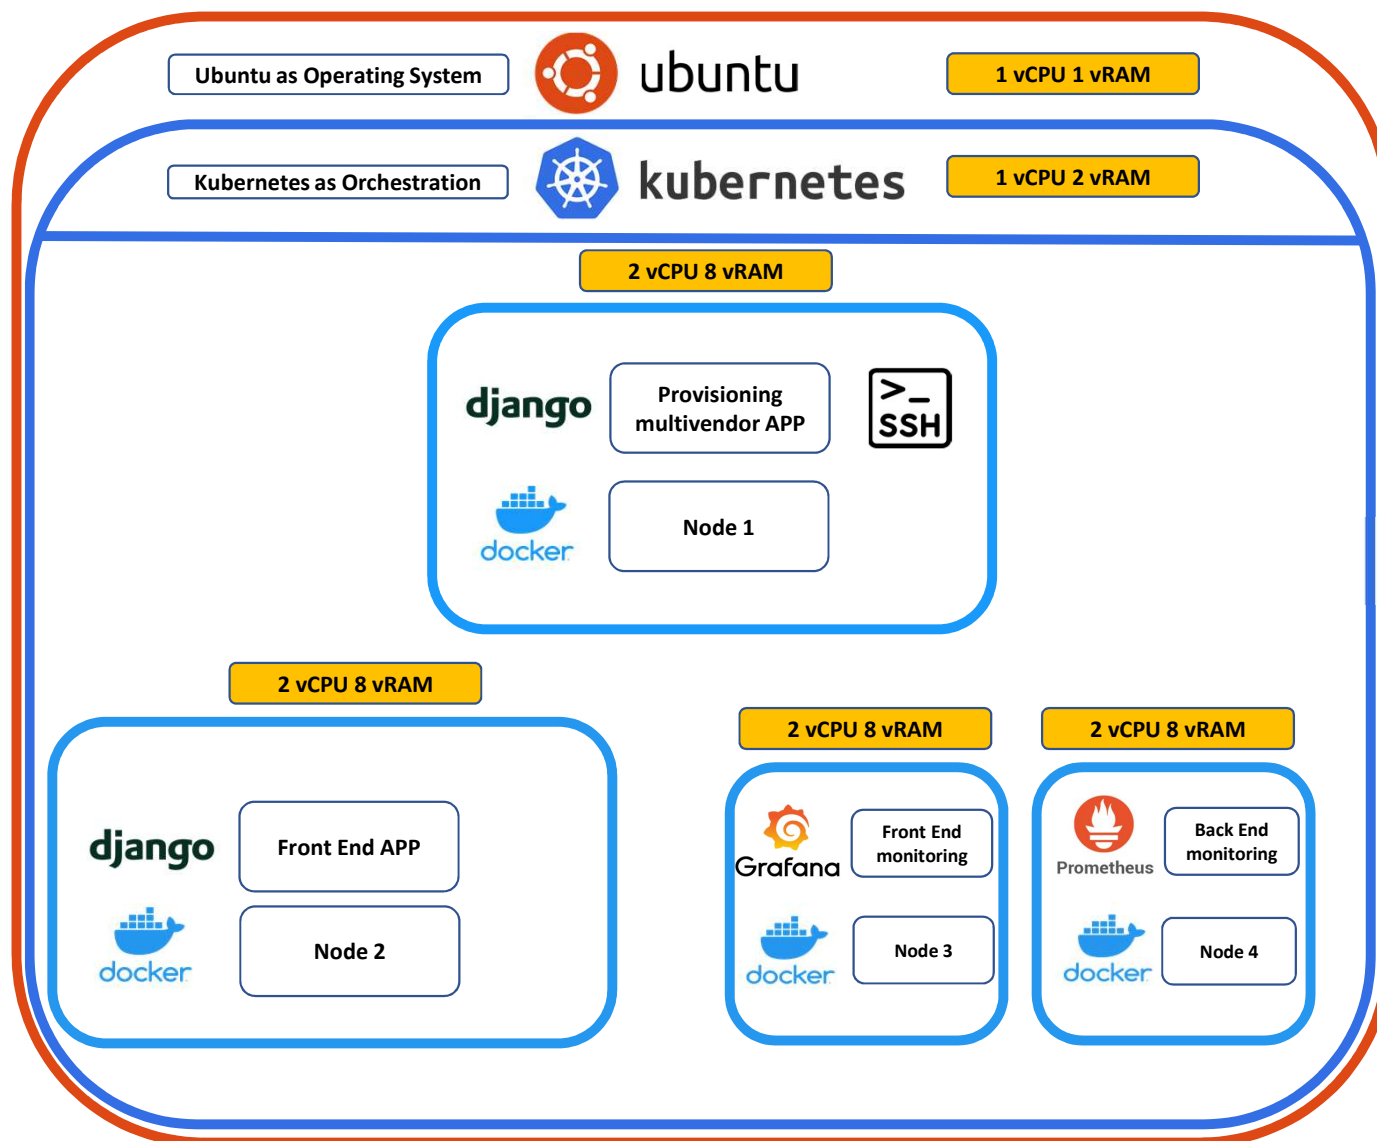 Ubuntu as Operating System
ubuntu
1 vCPU 1 vRAM
Kubernetes as Orchestration
kubernetes
1 vCPU 2 vRAM
2 vCPU 8 vRAM
django
Provisioning
multivendor APP
>_
SSH
docker
Node 1
2 vCPU 8 vRAM
django
Front End APP
docker
Node 2
2 vCPU 8 vRAM
Grafana
Front End
monitoring
docker
Node 3
2 vCPU 8 vRAM
Prometheus
Back End
monitoring
docker
Node 4